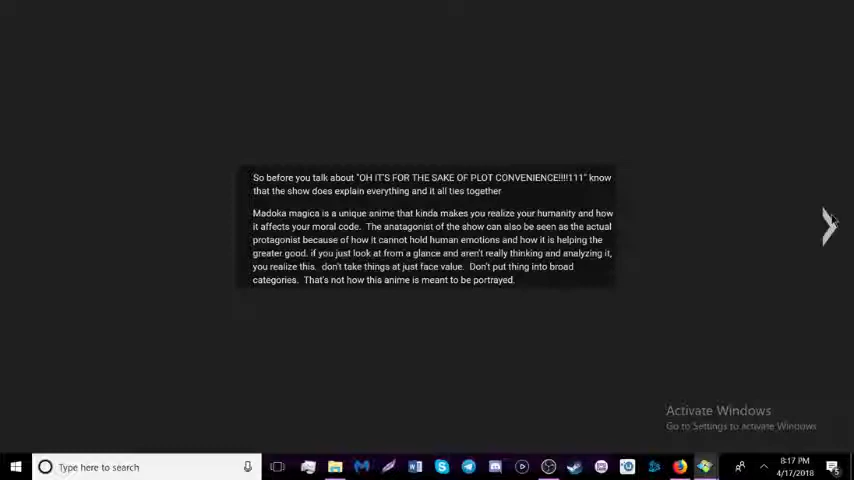 So before you talk about "OH IT'S FOR THE SAKE OF PLOT CONVENIENCE!!!!111" know
that the show does explain everything and it all ties together
Madoka magica is a unique anime that kinda makes you realize your humanity and how
it affects your moral code.  The anatagonist of the show can also be seen as the actual
protagonist because of how it cannot hold human emotions and how it is helping the
greater good. if you just look at from a glance and aren't really thinking and analyzing it,
you realize this.  don't take things at just face value.  Don't put thing into broad
categories.  That's not how this anime is meant to be portrayed.
Activate Windows
Go to Settings to activate Windows.
Type here to search
8:17 PM
4/17/2018